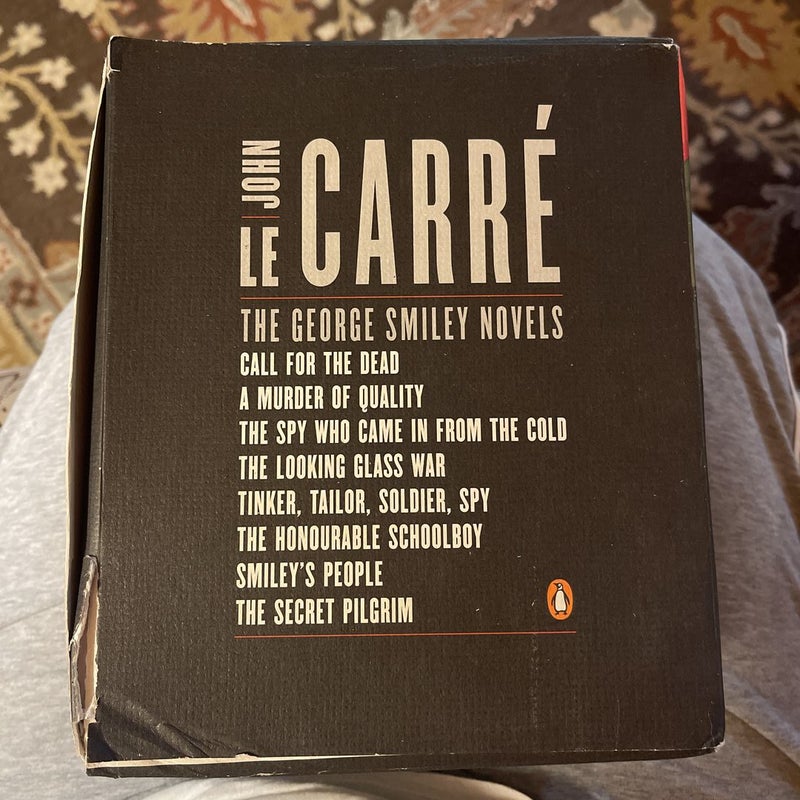 JOHN
LE CARRÉ
THE GEORGE SMILEY NOVELS
CALL FOR THE DEAD
A MURDER OF QUALITY
THE SPY WHO CAME IN FROM THE COLD
THE LOOKING GLASS WAR
TINKER, TAILOR, SOLDIER, SPY
THE HONOURABLE SCHOOLBOY
SMILEY'S PEOPLE
THE SECRET PILGRIM